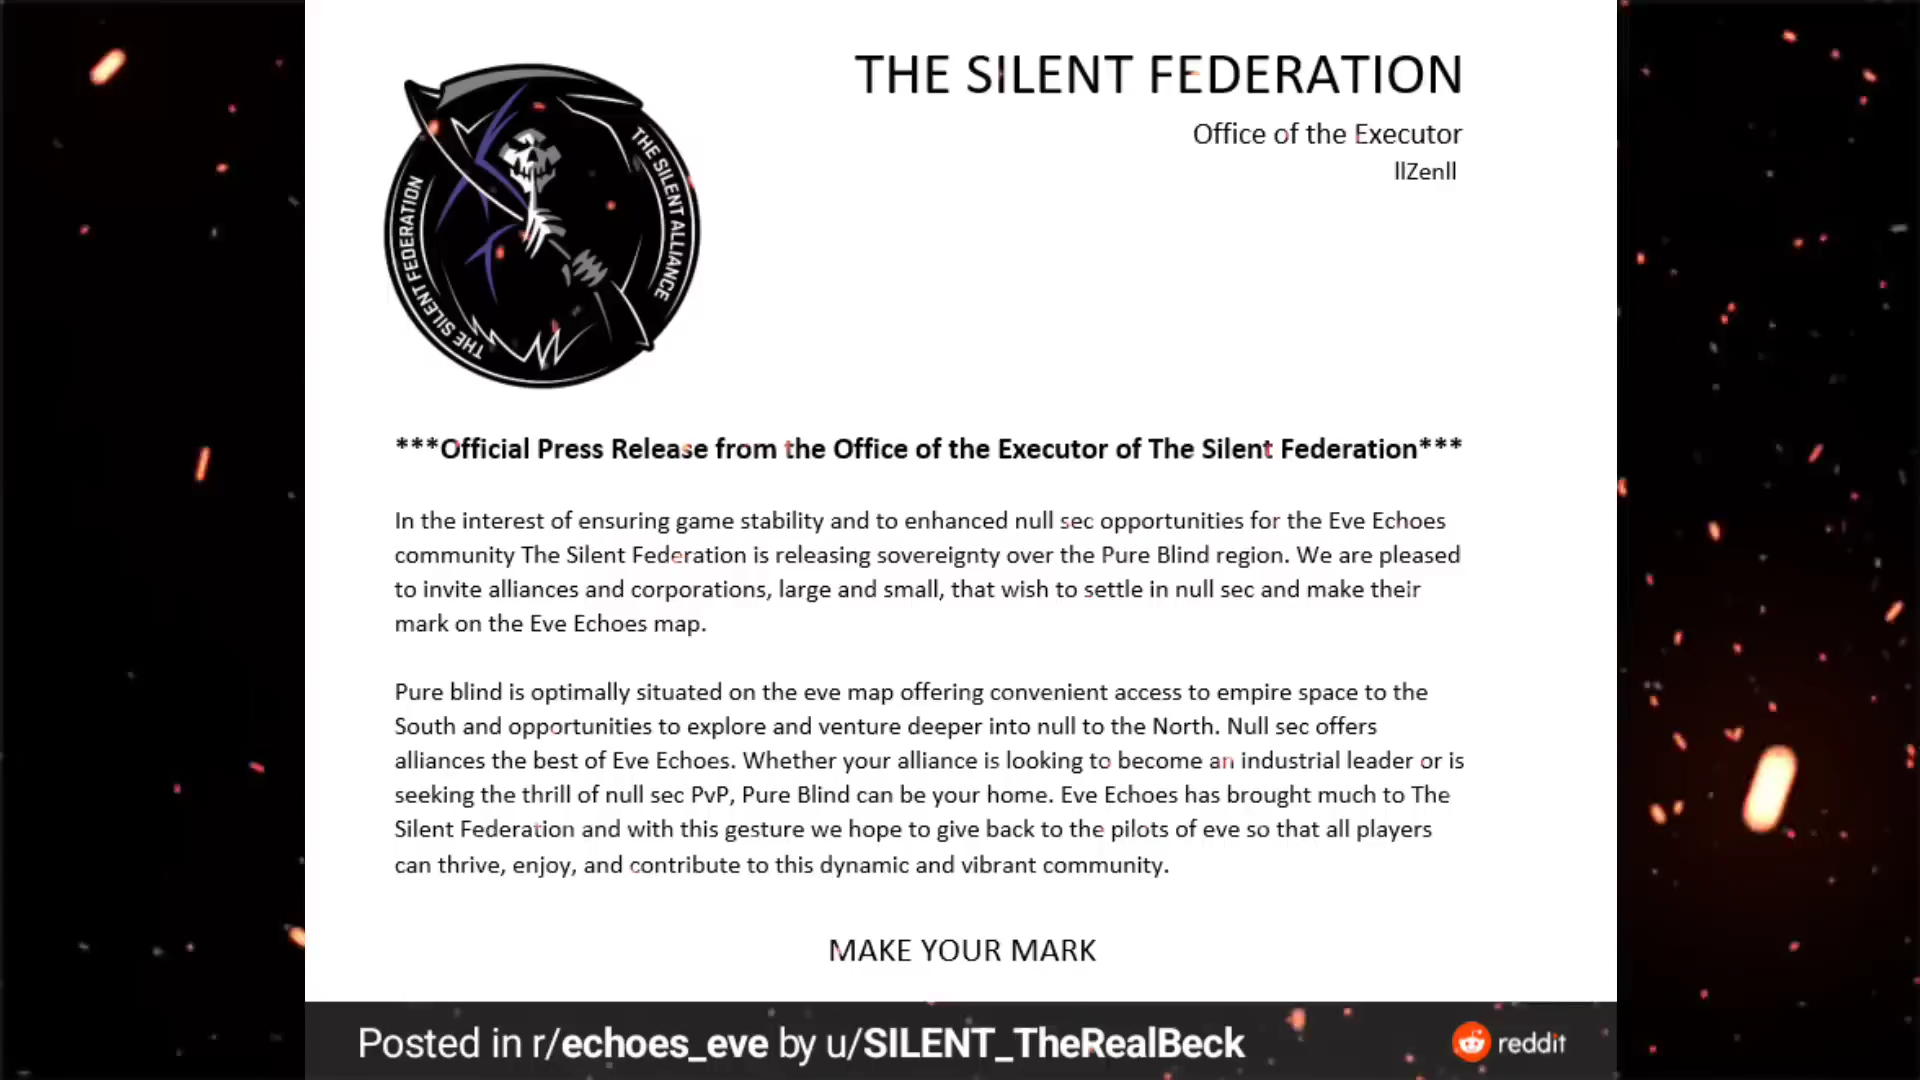 THE SILENT FEDERATION
Office of the Executor
llZenll
THE SILENT FEDERATION
THE SILENT ALLIANCE
***Official Press Release from the Office of the Executor of The Silent Federation***
In the interest of ensuring game stability and to enhanced null sec opportunities for the Eve Echoes
community The Silent Federation is releasing sovereignty over the Pure Blind region. We are pleased
to invite alliances and corporations, large and small, that wish to settle in null sec and make their
mark on the Eve Echoes map.
Pure blind is optimally situated on the eve map offering convenient access to empire space to the
South and opportunities to explore and venture deeper into null to the North. Null sec offers
alliances the best of Eve Echoes. Whether your alliance is looking to become an industrial leader or is
seeking the thrill of null sec PvP, Pure Blind can be your home. Eve Echoes has brought much to The
Silent Federation and with this gesture we hope to give back to the pilots of eve so that all players
can thrive, enjoy, and contribute to this dynamic and vibrant community.
MAKE YOUR MARK
Posted in r/echoes_eve by u/SILENT_TheRealBeck
reddit